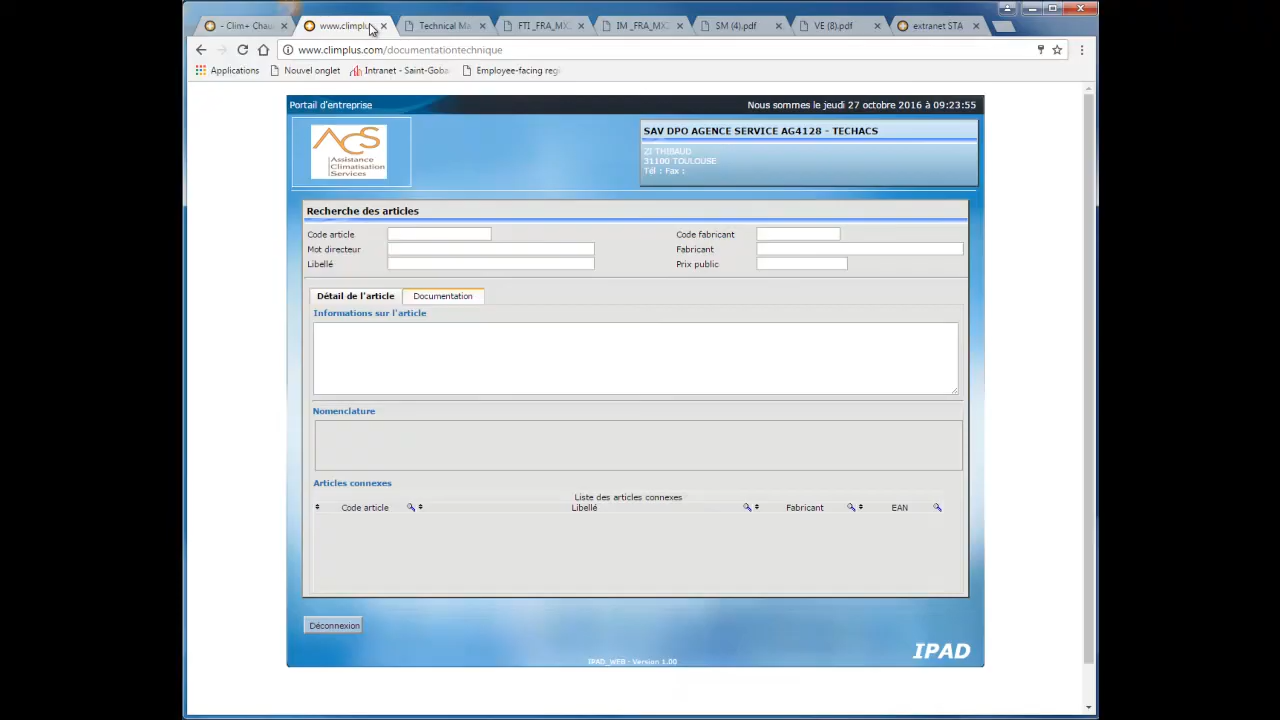 - Clim+ Chau
www.climplus
Technical Ma
FTI_FRA_MX
IM_FRA_MX
SM (4).pdf
VE (8).pdf
extranet STA
www.climplus.com/documentationtechnique
Applications
Nouvel onglet
Intranet - Saint-Goba
Employee-facing regi
Portail d'entreprise
Nous sommes le jeudi 27 octobre 2016 à 09:23:55
ACS
Assistance
Climatisation
Services
SAV DPO AGENCE SERVICE AG4128 - TECHACS
ZI THIBAUD
31100 TOULOUSE
Tél : Fax :
Recherche des articles
Code article
Code fabricant
Mot directeur
Fabricant
Libellé
Prix public
Détail de l'article
Documentation
Informations sur l'article
Nomenclature
Articles connexes
Liste des articles connexes
Code article
Libellé
Fabricant
EAN
Déconnexion
IPAD
IPAD_WEB - Version 1.00